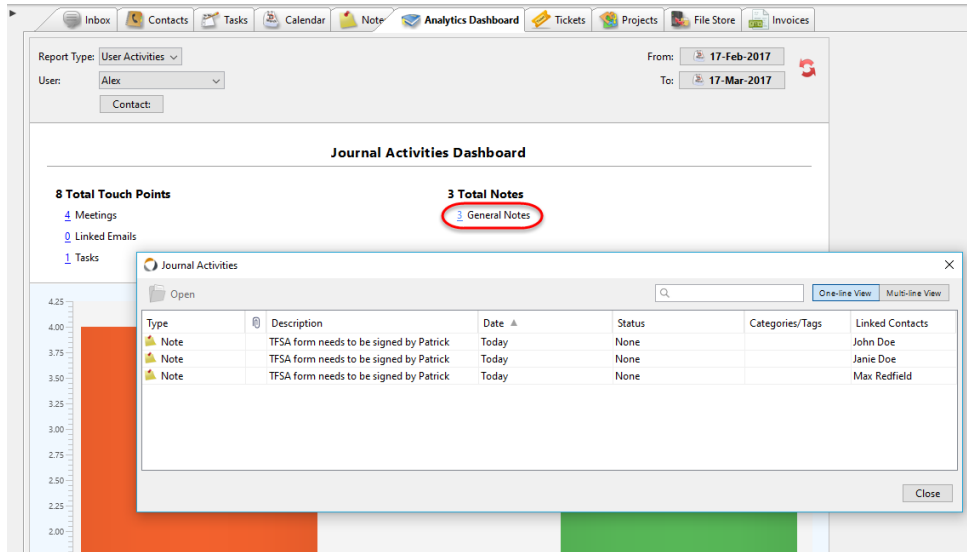 Inbox Contacts Tasks Calendar Note Analytics Dashboard Tickets Projects File Store Invoices
Report Type: User Activities From: 17-Feb-2017
User: Alex To: 17-Mar-2017
Contact:
Journal Activities Dashboard
8 Total Touch Points 3 Total Notes
4 Meetings 3 General Notes
0 Linked Emails
1 Tasks
Journal Activities
Open One-line View Multi-line View
Type Description Date Status Categories/Tags Linked Contacts
Note TFSA form needs to be signed by Patrick Today None John Doe
Note TFSA form needs to be signed by Patrick Today None Janie Doe
Note TFSA form needs to be signed by Patrick Today None Max Redfield
Close
4.25
4.00
3.75
3.50
3.25
3.00
2.75
2.50
2.25
2.00